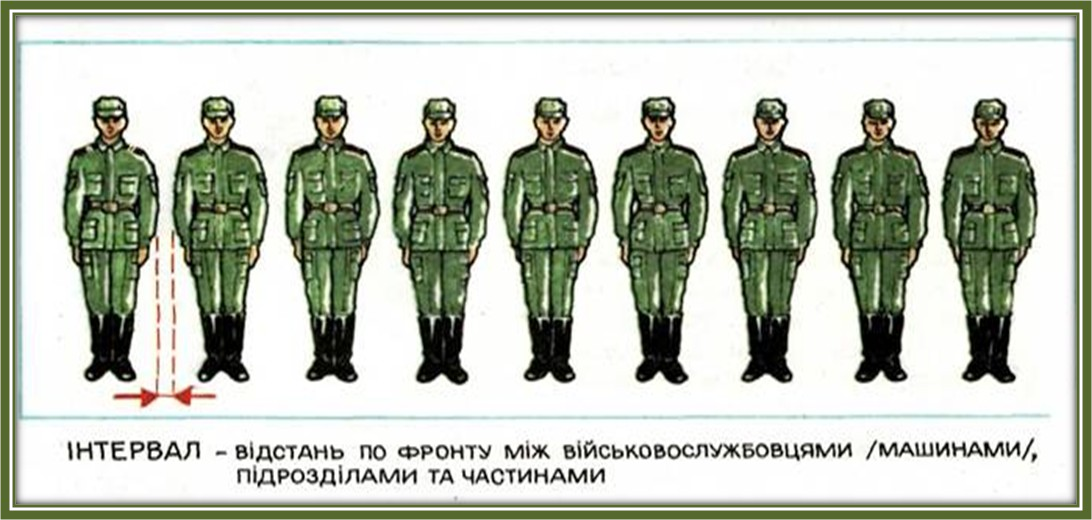 ІНТЕРВАЛ – ВІДСТАНЬ ПО ФРОНТУ МІЖ ВІЙСЬКОВОСЛУЖБОВЦЯМИ /МАШИНАМИ/,
ПІДРОЗДІЛАМИ ТА ЧАСТИНАМИ